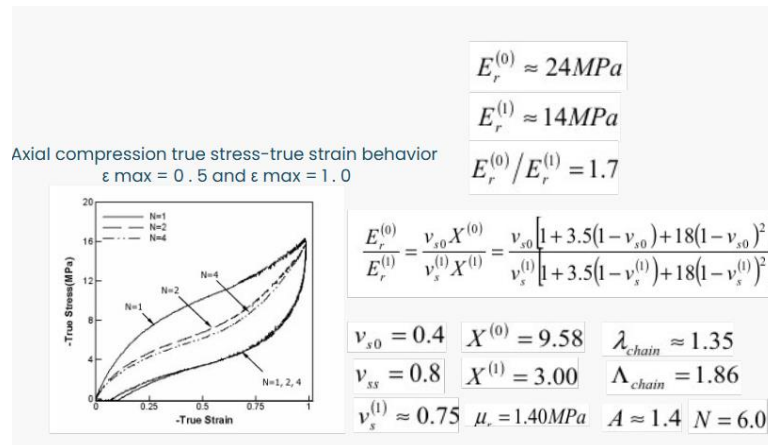 E_r^(0) ≈ 24MPa
E_r^(1) ≈ 14MPa
E_r^(0)/E_r^(1) = 1.7
Axial compression true stress-true strain behavior
ε max = 0 . 5 and ε max = 1 . 0
20
16
12
8
4
0
-True Stress(MPa)
N=1
N=2
N=4
N=4
N=2
N=1
N=1, 2, 4
0 0.25 0.5 0.75 1
-True Strain
E_r^(0)/E_r^(1) = v_s0 X^(0)/v_s^(1) X^(1) = v_s0[1+3.5(1−v_s0)+18(1−v_s0)^2/v_s^(1)[1+3.5(1−v_s^(1))+18(1−v_s^(1))^2
v_s0 = 0.4 X^(0) = 9.58 λ_chain ≈ 1.35
v_ss = 0.8 X^(1) = 3.00 Λ_chain = 1.86
v_s^(1) ≈ 0.75 μ_r = 1.40MPa A ≈ 1.4 N = 6.0